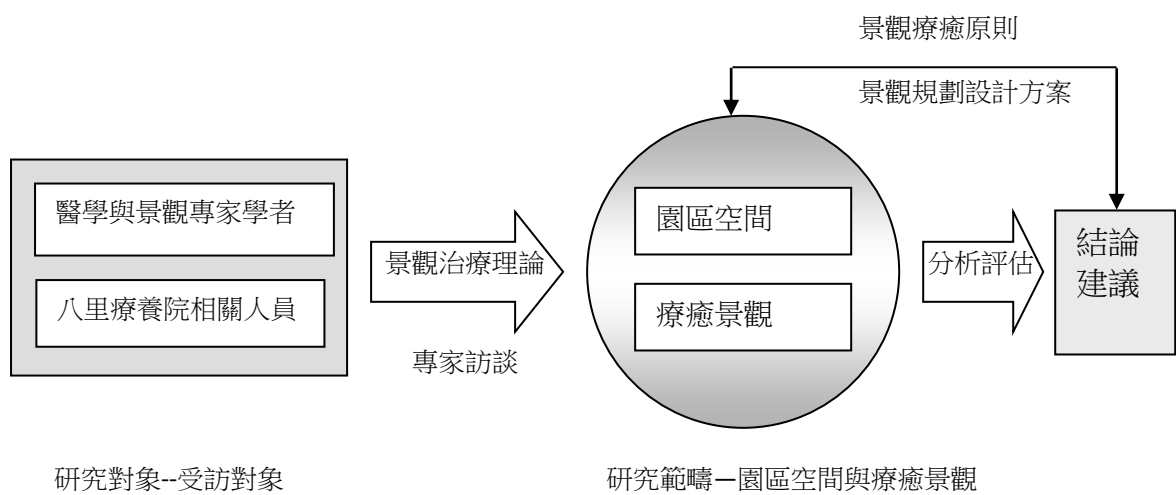 景觀療癒原則
景觀規劃設計方案
醫學與景觀專家學者
八里療養院相關人員
景觀治療理論
專家訪談
園區空間
療癒景觀
分析評估
結論
建議
研究對象--受訪對象
研究範疇—園區空間與療癒景觀